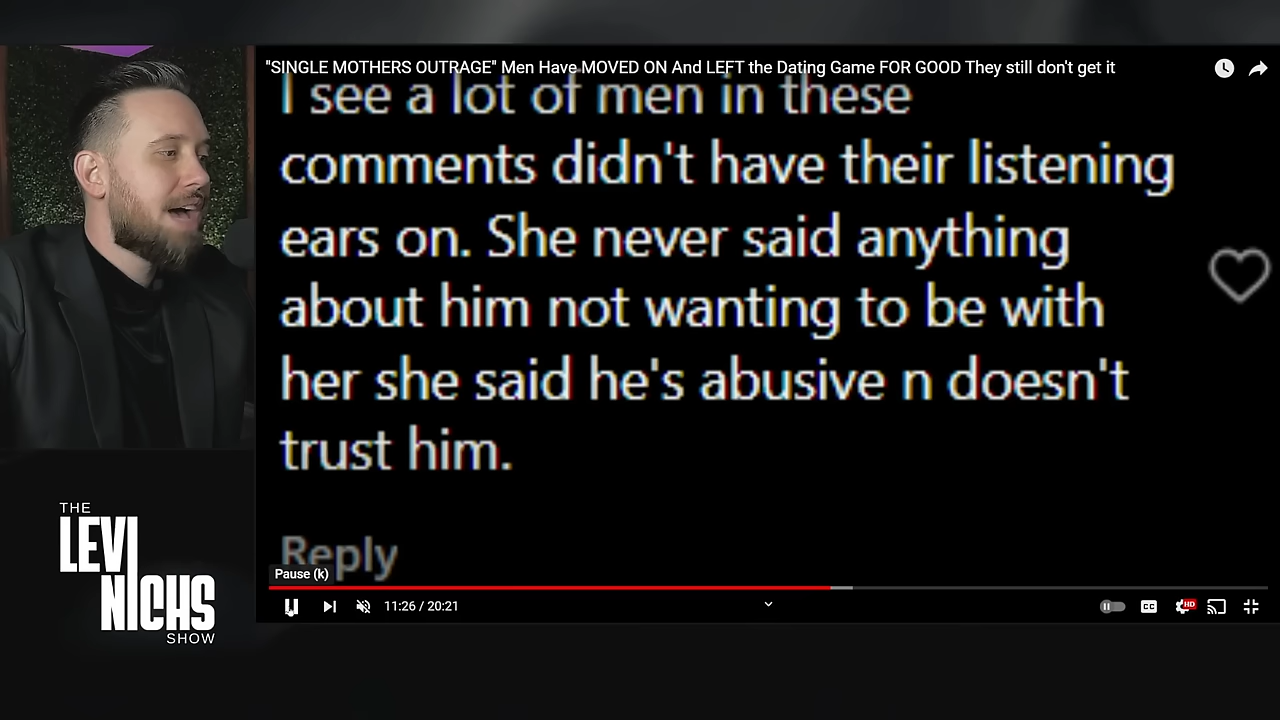 "SINGLE MOTHERS OUTRAGE" Men Have MOVED ON And LEFT the Dating Game FOR GOOD They still don't get it
I see a lot of men in these
comments didn't have their listening
ears on. She never said anything
about him not wanting to be with
her she said he's abusive n doesn't
trust him.
Reply
Pause (k)
11:26 / 20:21
CC
HD
THE
LEVI
NICHS
SHOW